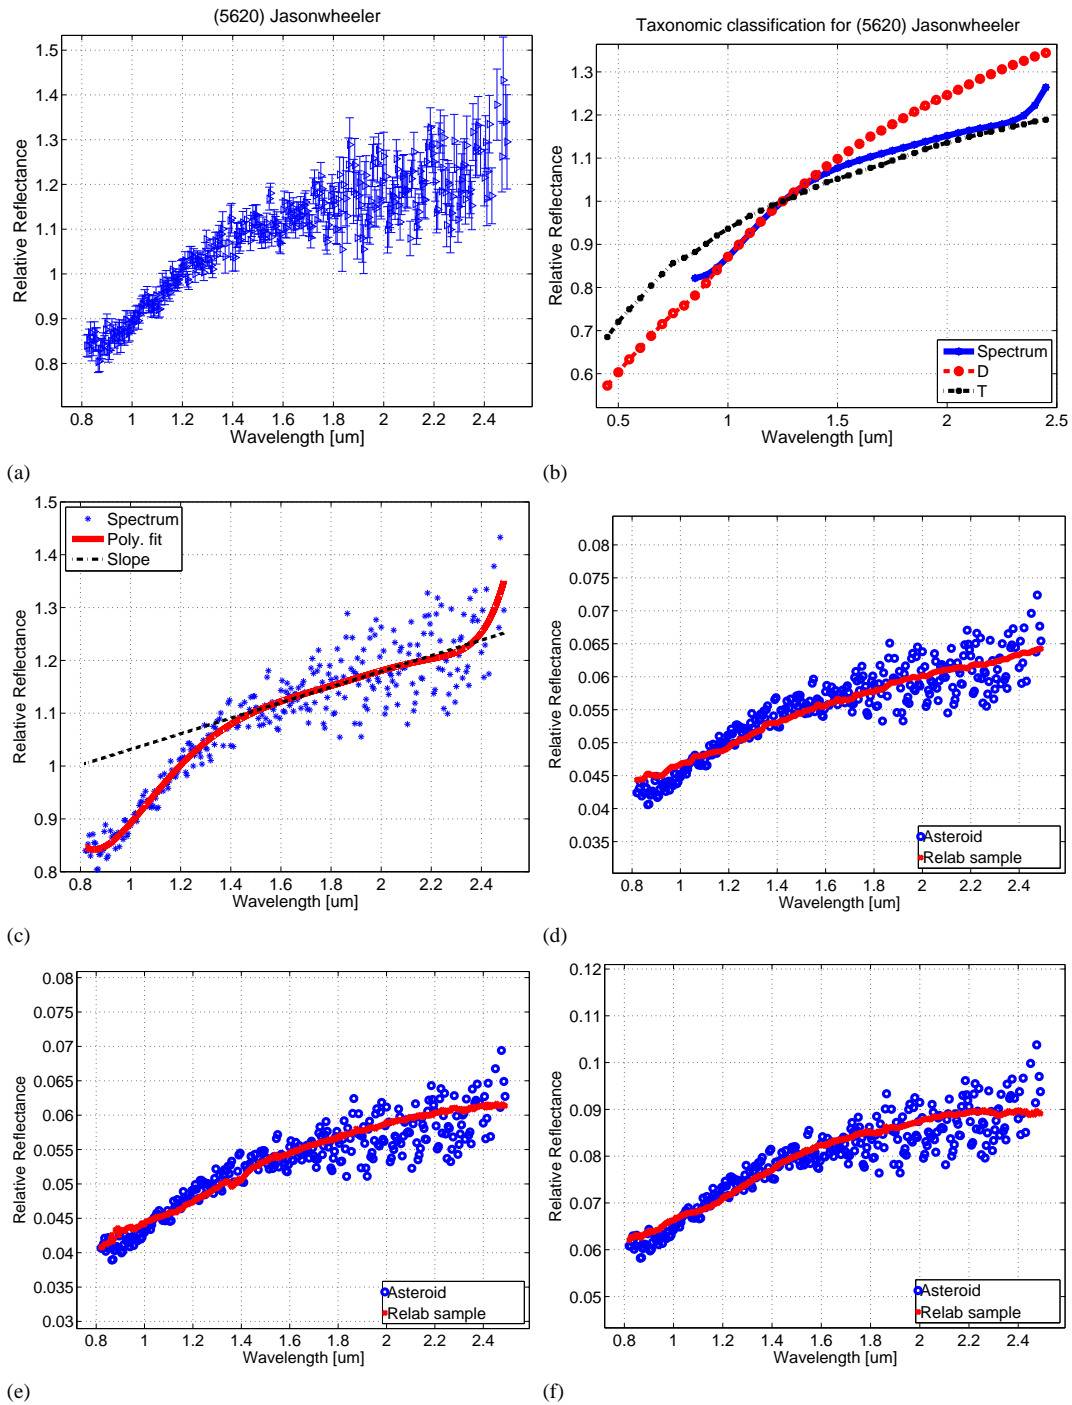 (5620) Jasonwheeler
1.5
1.4
1.3
1.2
1.1
1
0.9
0.8
Relative Reflectance
0.8 1 1.2 1.4 1.6 1.8 2 2.2 2.4
Wavelength [um]
(a)
Taxonomic classification for (5620) Jasonwheeler
1.3
1.2
1.1
1
0.9
0.8
0.7
0.6
Relative Reflectance
Spectrum
D
T
0.5 1 1.5 2 2.5
Wavelength [um]
(b)
1.5
1.4
1.3
1.2
1.1
1
0.9
0.8
Relative Reflectance
Spectrum
Poly. fit
Slope
0.8 1 1.2 1.4 1.6 1.8 2 2.2 2.4
Wavelength [um]
(c)
0.08
0.075
0.07
0.065
0.06
0.055
0.05
0.045
0.04
0.035
Relative Reflectance
Asteroid
Relab sample
0.8 1 1.2 1.4 1.6 1.8 2 2.2 2.4
Wavelength [um]
(d)
0.08
0.075
0.07
0.065
0.06
0.055
0.05
0.045
0.04
0.035
0.03
Relative Reflectance
Asteroid
Relab sample
0.8 1 1.2 1.4 1.6 1.8 2 2.2 2.4
Wavelength [um]
(e)
0.12
0.11
0.1
0.09
0.08
0.07
0.06
0.05
Relative Reflectance
Asteroid
Relab sample
0.8 1 1.2 1.4 1.6 1.8 2 2.2 2.4
Wavelength [um]
(f)